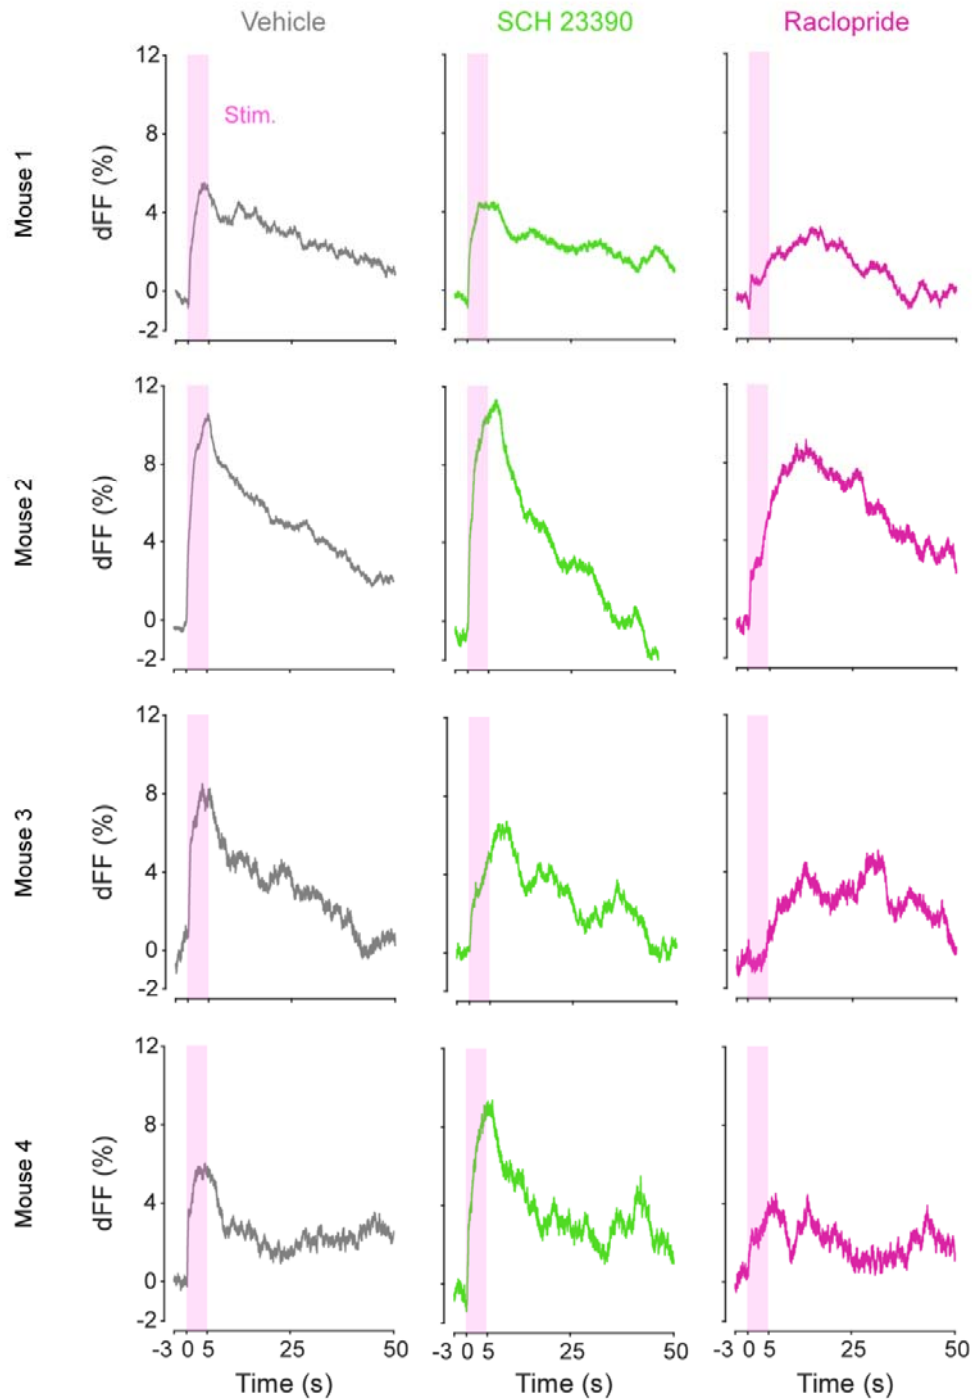 Vehicle SCH 23390 Raclopride
Mouse 1
dFF (%)
12
8
4
0
-2
Stim.
Mouse 2
dFF (%)
12
8
4
0
-2
Mouse 3
dFF (%)
12
8
4
0
-2
Mouse 4
dFF (%)
12
8
4
0
-2
-3 0 5 25 50 -3 0 5 25 50 -3 0 5 25 50
Time (s) Time (s) Time (s)